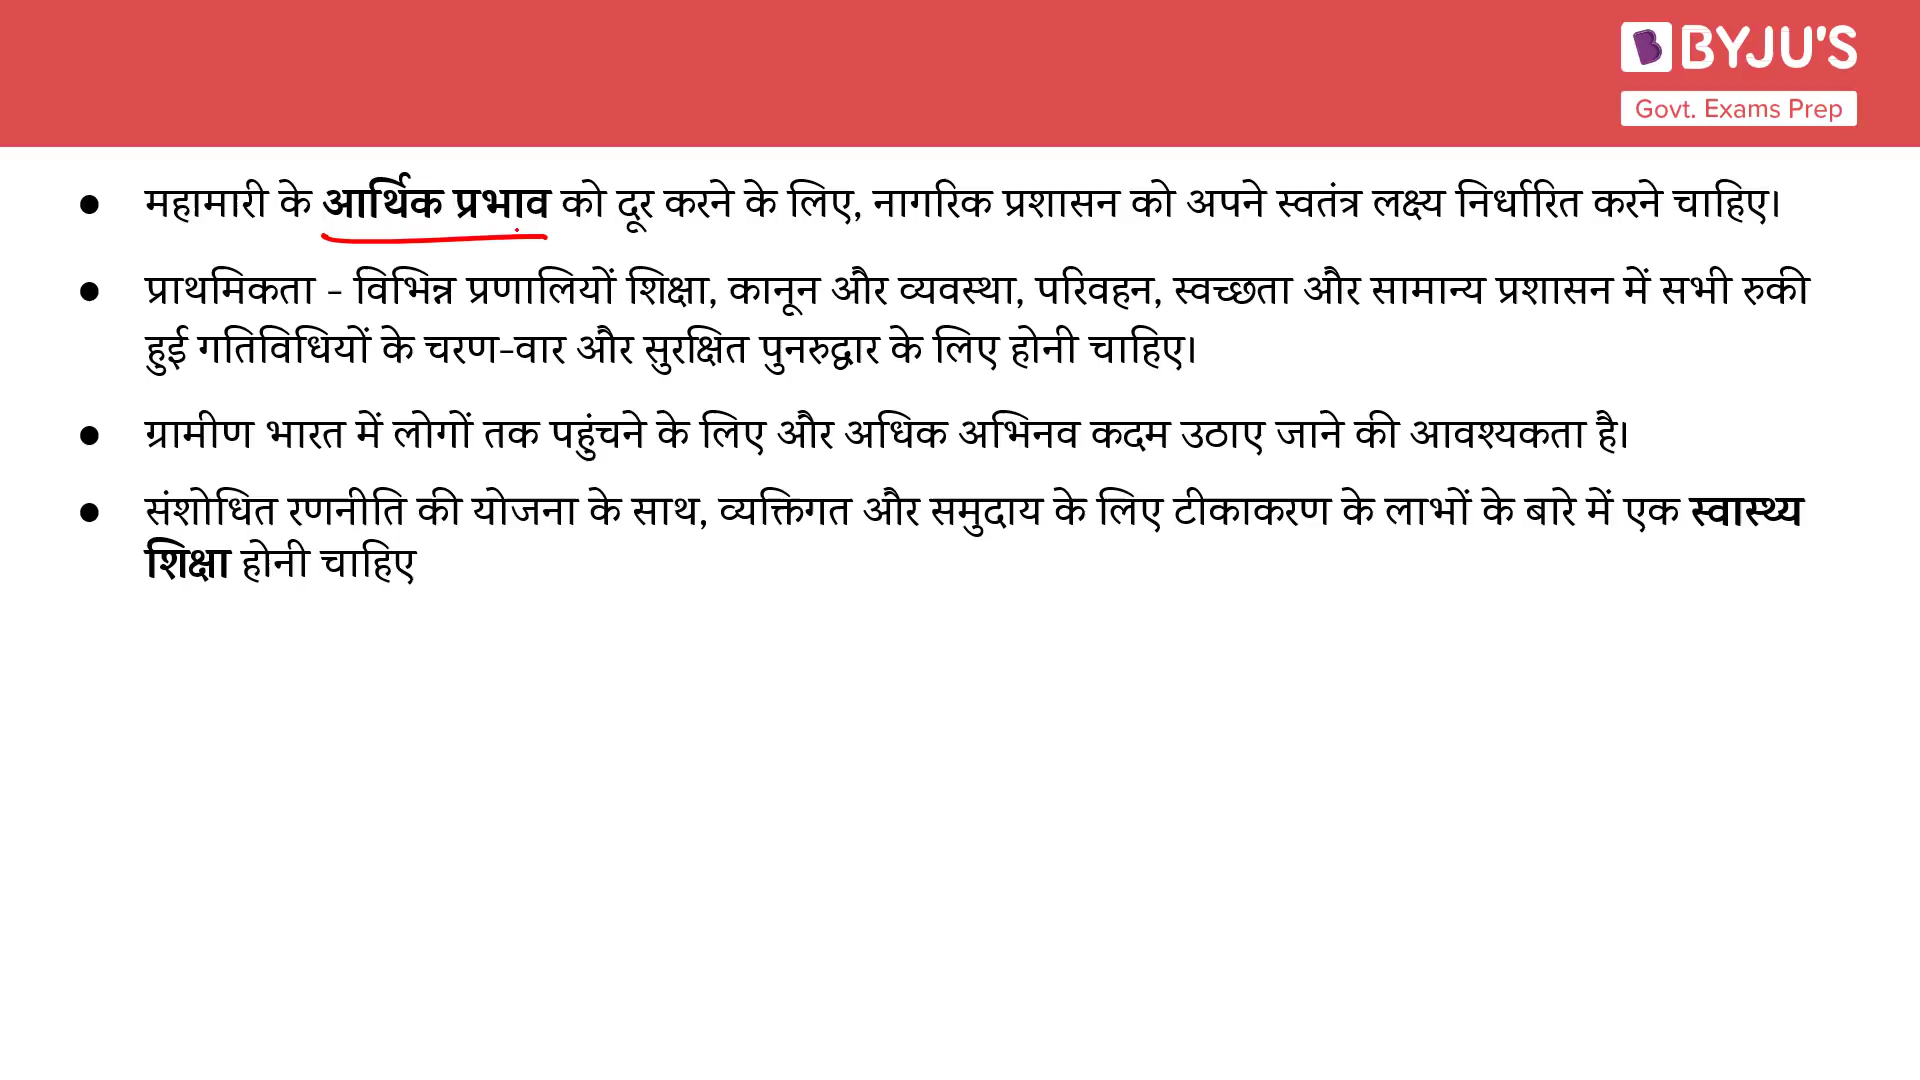 BYJU'S
Govt. Exams Prep
● महामारी के आर्थिक प्रभाव को दूर करने के लिए, नागरिक प्रशासन को अपने स्वतंत्र लक्ष्य निर्धारित करने चाहिए।
● प्राथमिकता - विभिन्न प्रणालियों शिक्षा, कानून और व्यवस्था, परिवहन, स्वच्छता और सामान्य प्रशासन में सभी रुकी
हुई गतिविधियों के चरण-वार और सुरक्षित पुनरुद्वार के लिए होनी चाहिए।
● ग्रामीण भारत में लोगों तक पहुंचने के लिए और अधिक अभिनव कदम उठाए जाने की आवश्यकता है।
● संशोधित रणनीति की योजना के साथ, व्यक्तिगत और समुदाय के लिए टीकाकरण के लाभों के बारे में एक स्वास्थ्य
शिक्षा होनी चाहिए